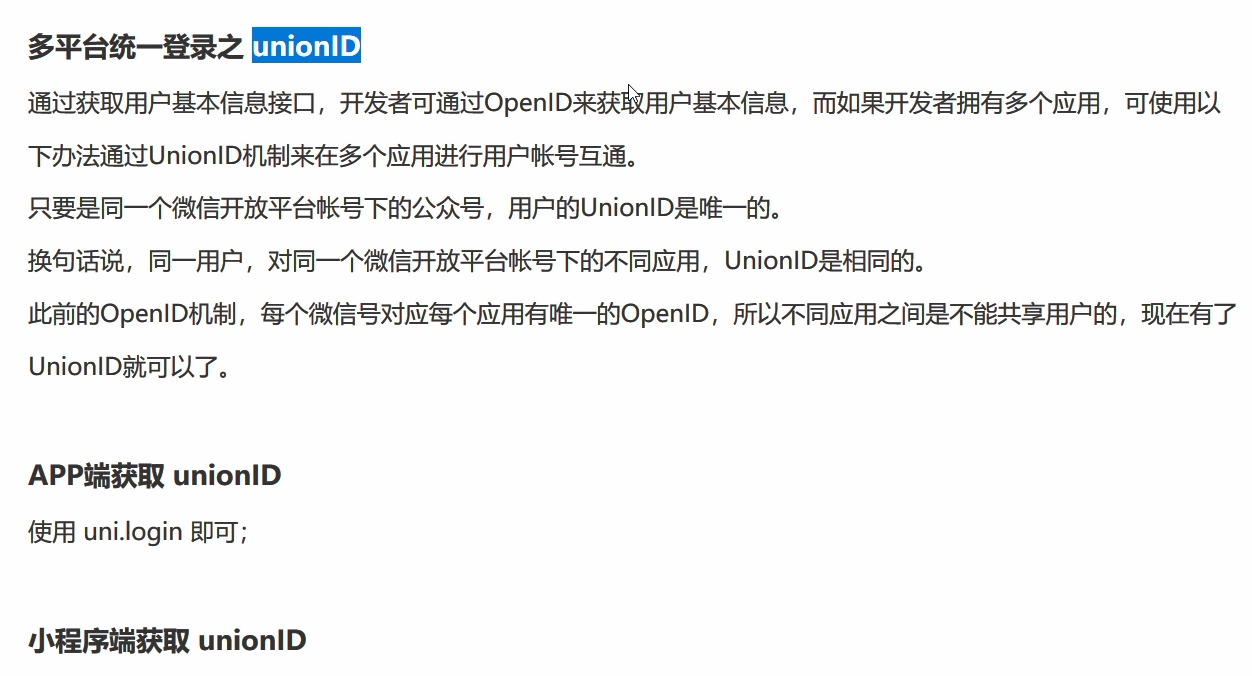 多平台统一登录之 unionID
通过获取用户基本信息接口，开发者可通过OpenID来获取用户基本信息，而如果开发者拥有多个应用，可使用以
下办法通过UnionID机制来在多个应用进行用户帐号互通。
只要是同一个微信开放平台帐号下的公众号，用户的UnionID是唯一的。
换句话说，同一用户，对同一个微信开放平台帐号下的不同应用，UnionID是相同的。
此前的OpenID机制，每个微信号对应每个应用有唯一的OpenID，所以不同应用之间是不能共享用户的，现在有了
UnionID就可以了。
APP端获取 unionID
使用 uni.login 即可；
小程序端获取 unionID